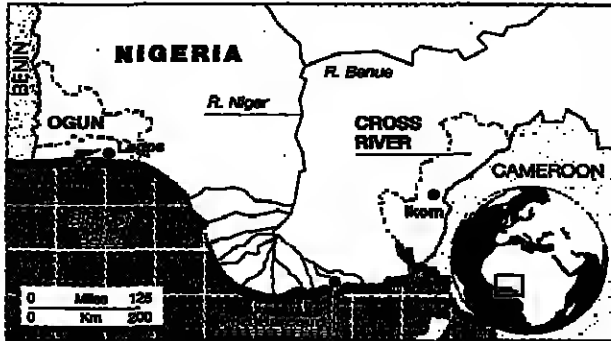 BENIN
NIGERIA
R. Benue
R. Niger
OGUN
Lagos
CROSS
RIVER
CAMEROON
Ikom
0 Miles 125
0 Km 200